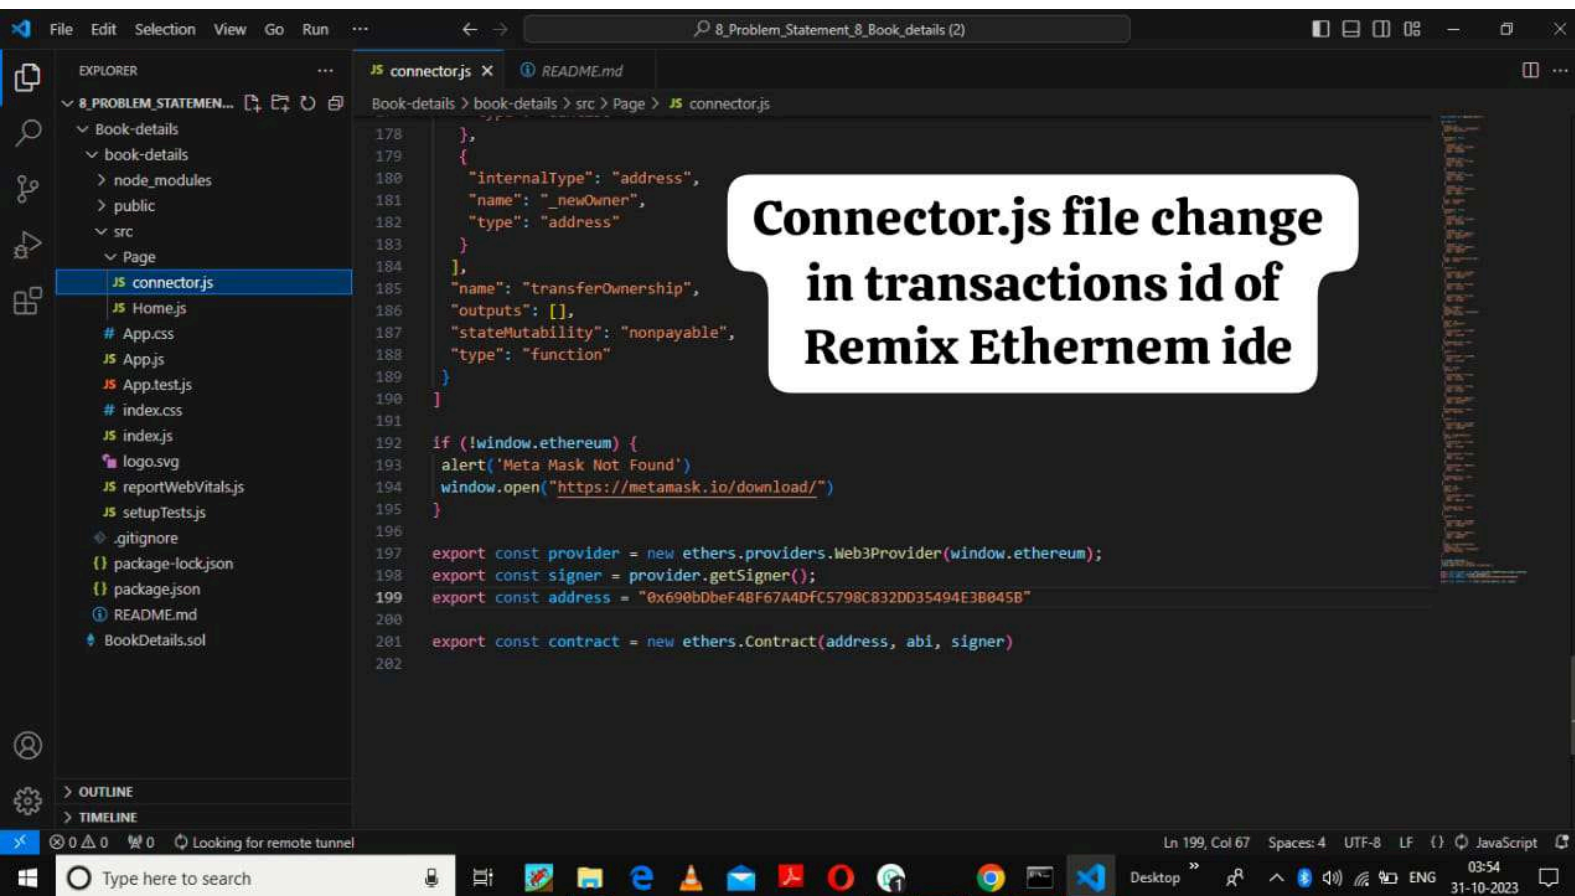 File Edit Selection View Go Run ...
8_Problem_Statement_8_Book_details (2)
EXPLORER
8_PROBLEM_STATEMEN...
Book-details
book-details
node_modules
public
src
Page
JS connector.js
JS Home.js
# App.css
JS App.js
JS App.test.js
# index.css
JS index.js
logo.svg
JS reportWebVitals.js
JS setupTests.js
.gitignore
{} package-lock.json
{} package.json
README.md
BookDetails.sol
OUTLINE
TIMELINE
JS connector.js README.md
Book-details > book-details > src > Page > JS connector.js
178 },
179 {
180 "internalType": "address",
181 "name": "_newOwner",
182 "type": "address"
183 }
184 ],
185 "name": "transferOwnership",
186 "outputs": [],
187 "stateMutability": "nonpayable",
188 "type": "function"
189 }
190 ]
191
192 if (!window.ethereum) {
193 alert('Meta Mask Not Found')
194 window.open("https://metamask.io/download/")
195 }
196
197 export const provider = new ethers.providers.Web3Provider(window.ethereum);
198 export const signer = provider.getSigner();
199 export const address = "0x690bDbeF4BF67A4DfC5798C832DD35494E3B045B"
200
201 export const contract = new ethers.Contract(address, abi, signer)
202
Connector.js file change
in transactions id of
Remix Ethernem ide
0 0 0 Looking for remote tunnel
Ln 199, Col 67 Spaces: 4 UTF-8 LF {} JavaScript
Type here to search
Desktop
ENG
03:54
31-10-2023